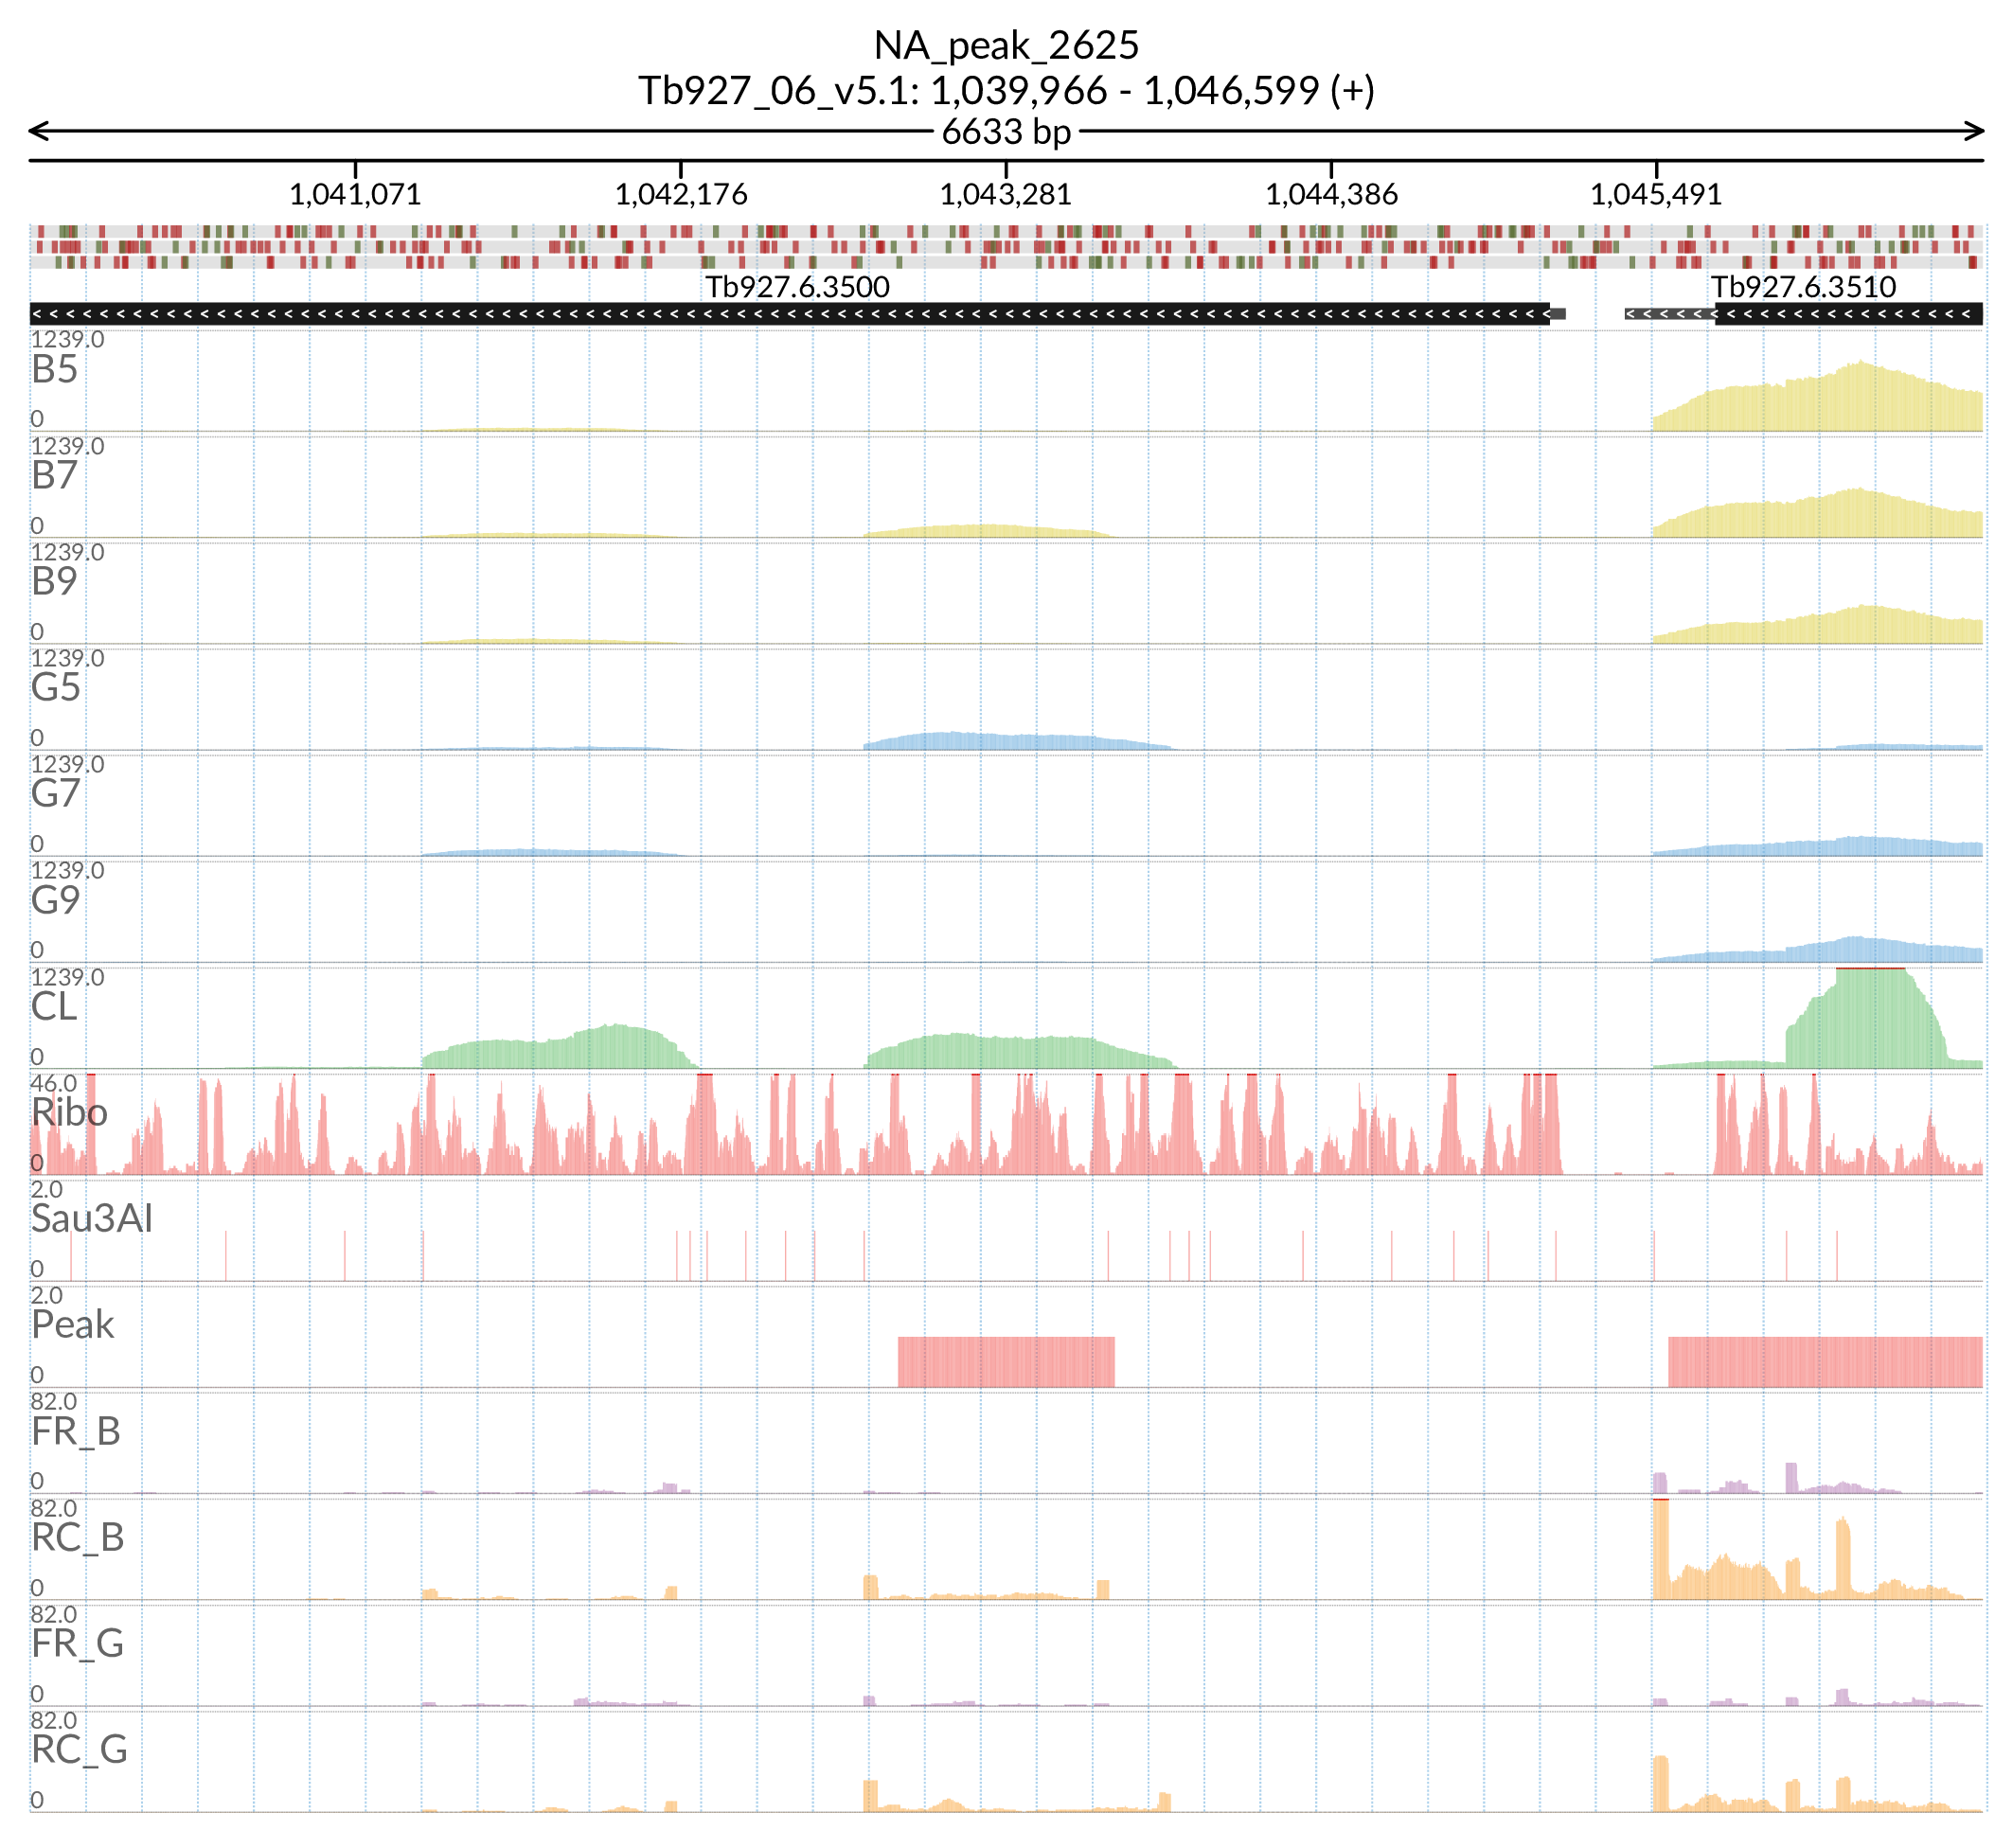 NA_peak_2625
Tb927_06_v5.1: 1,039,966 - 1,046,599 (+)
6633 bp
1,041,071 1,042,176 1,043,281 1,044,386 1,045,491
Tb927.6.3500 Tb927.6.3510
1239.0
B5
0
1239.0
B7
0
1239.0
B9
0
1239.0
G5
0
1239.0
G7
0
1239.0
G9
0
1239.0
CL
0
46.0
Ribo
0
2.0
Sau3AI
0
2.0
Peak
0
82.0
FR_B
0
82.0
RC_B
0
82.0
FR_G
0
82.0
RC_G
0